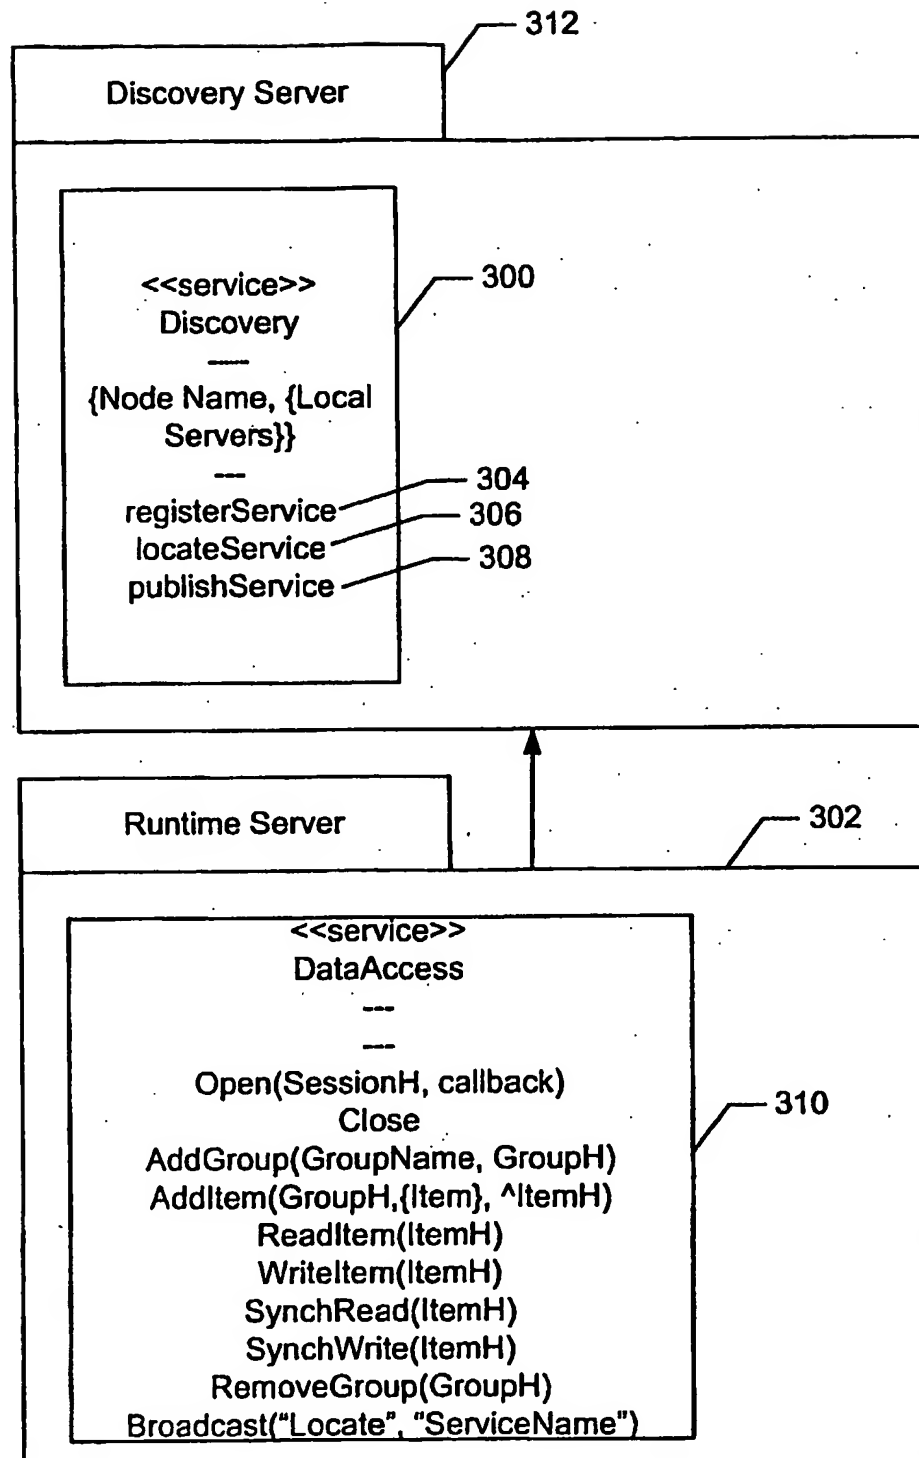 312
Discovery Server
<<service>>
300
Discovery
----
{Node Name, {Local
Servers}}
---
304
registerService
306
locateService
308
publishService
Runtime Server
302
<<service>>
DataAccess
---
---
Open(SessionH, callback)
310
Close
AddGroup(GroupName, GroupH)
AddItem(GroupH,{Item}, ^ItemH)
ReadItem(ItemH)
WriteItem(ItemH)
SynchRead(ItemH)
SynchWrite(ItemH)
RemoveGroup(GroupH)
Broadcast("Locate", "ServiceName")